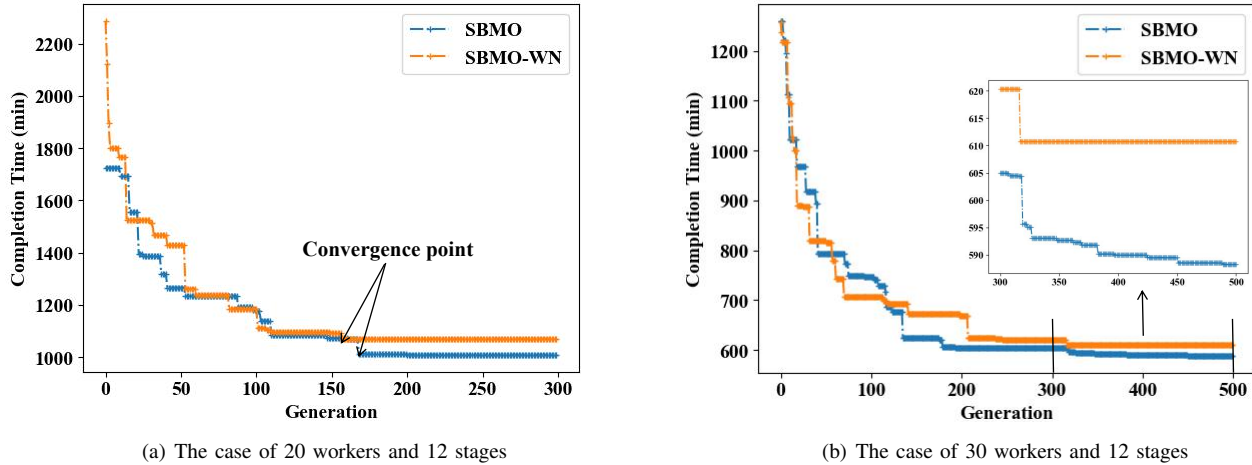 SBMO
SBMO-WN
2200
2000
1800
1600
1400
1200
1000
Completion Time (min)
Convergence point
0 50 100 150 200 250 300
Generation
(a) The case of 20 workers and 12 stages
SBMO
SBMO-WN
1200
1100
1000
900
800
700
600
Completion Time (min)
620
615
610
605
600
595
590
300 350 400 450 500
0 100 200 300 400 500
Generation
(b) The case of 30 workers and 12 stages